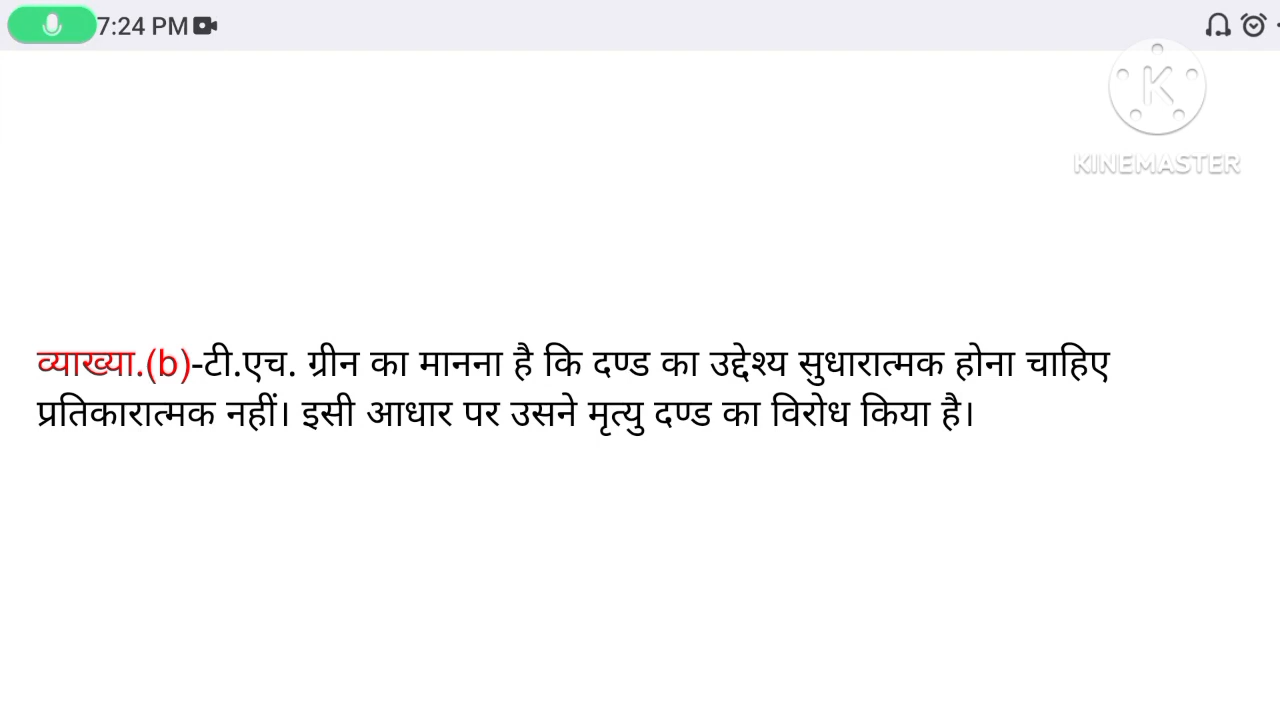 7:24 PM
K
KINEMASTER
व्याख्या.(b)-टी.एच. ग्रीन का मानना है कि दण्ड का उद्देश्य सुधारात्मक होना चाहिए
प्रतिकारात्मक नहीं। इसी आधार पर उसने मृत्यु दण्ड का विरोध किया है।